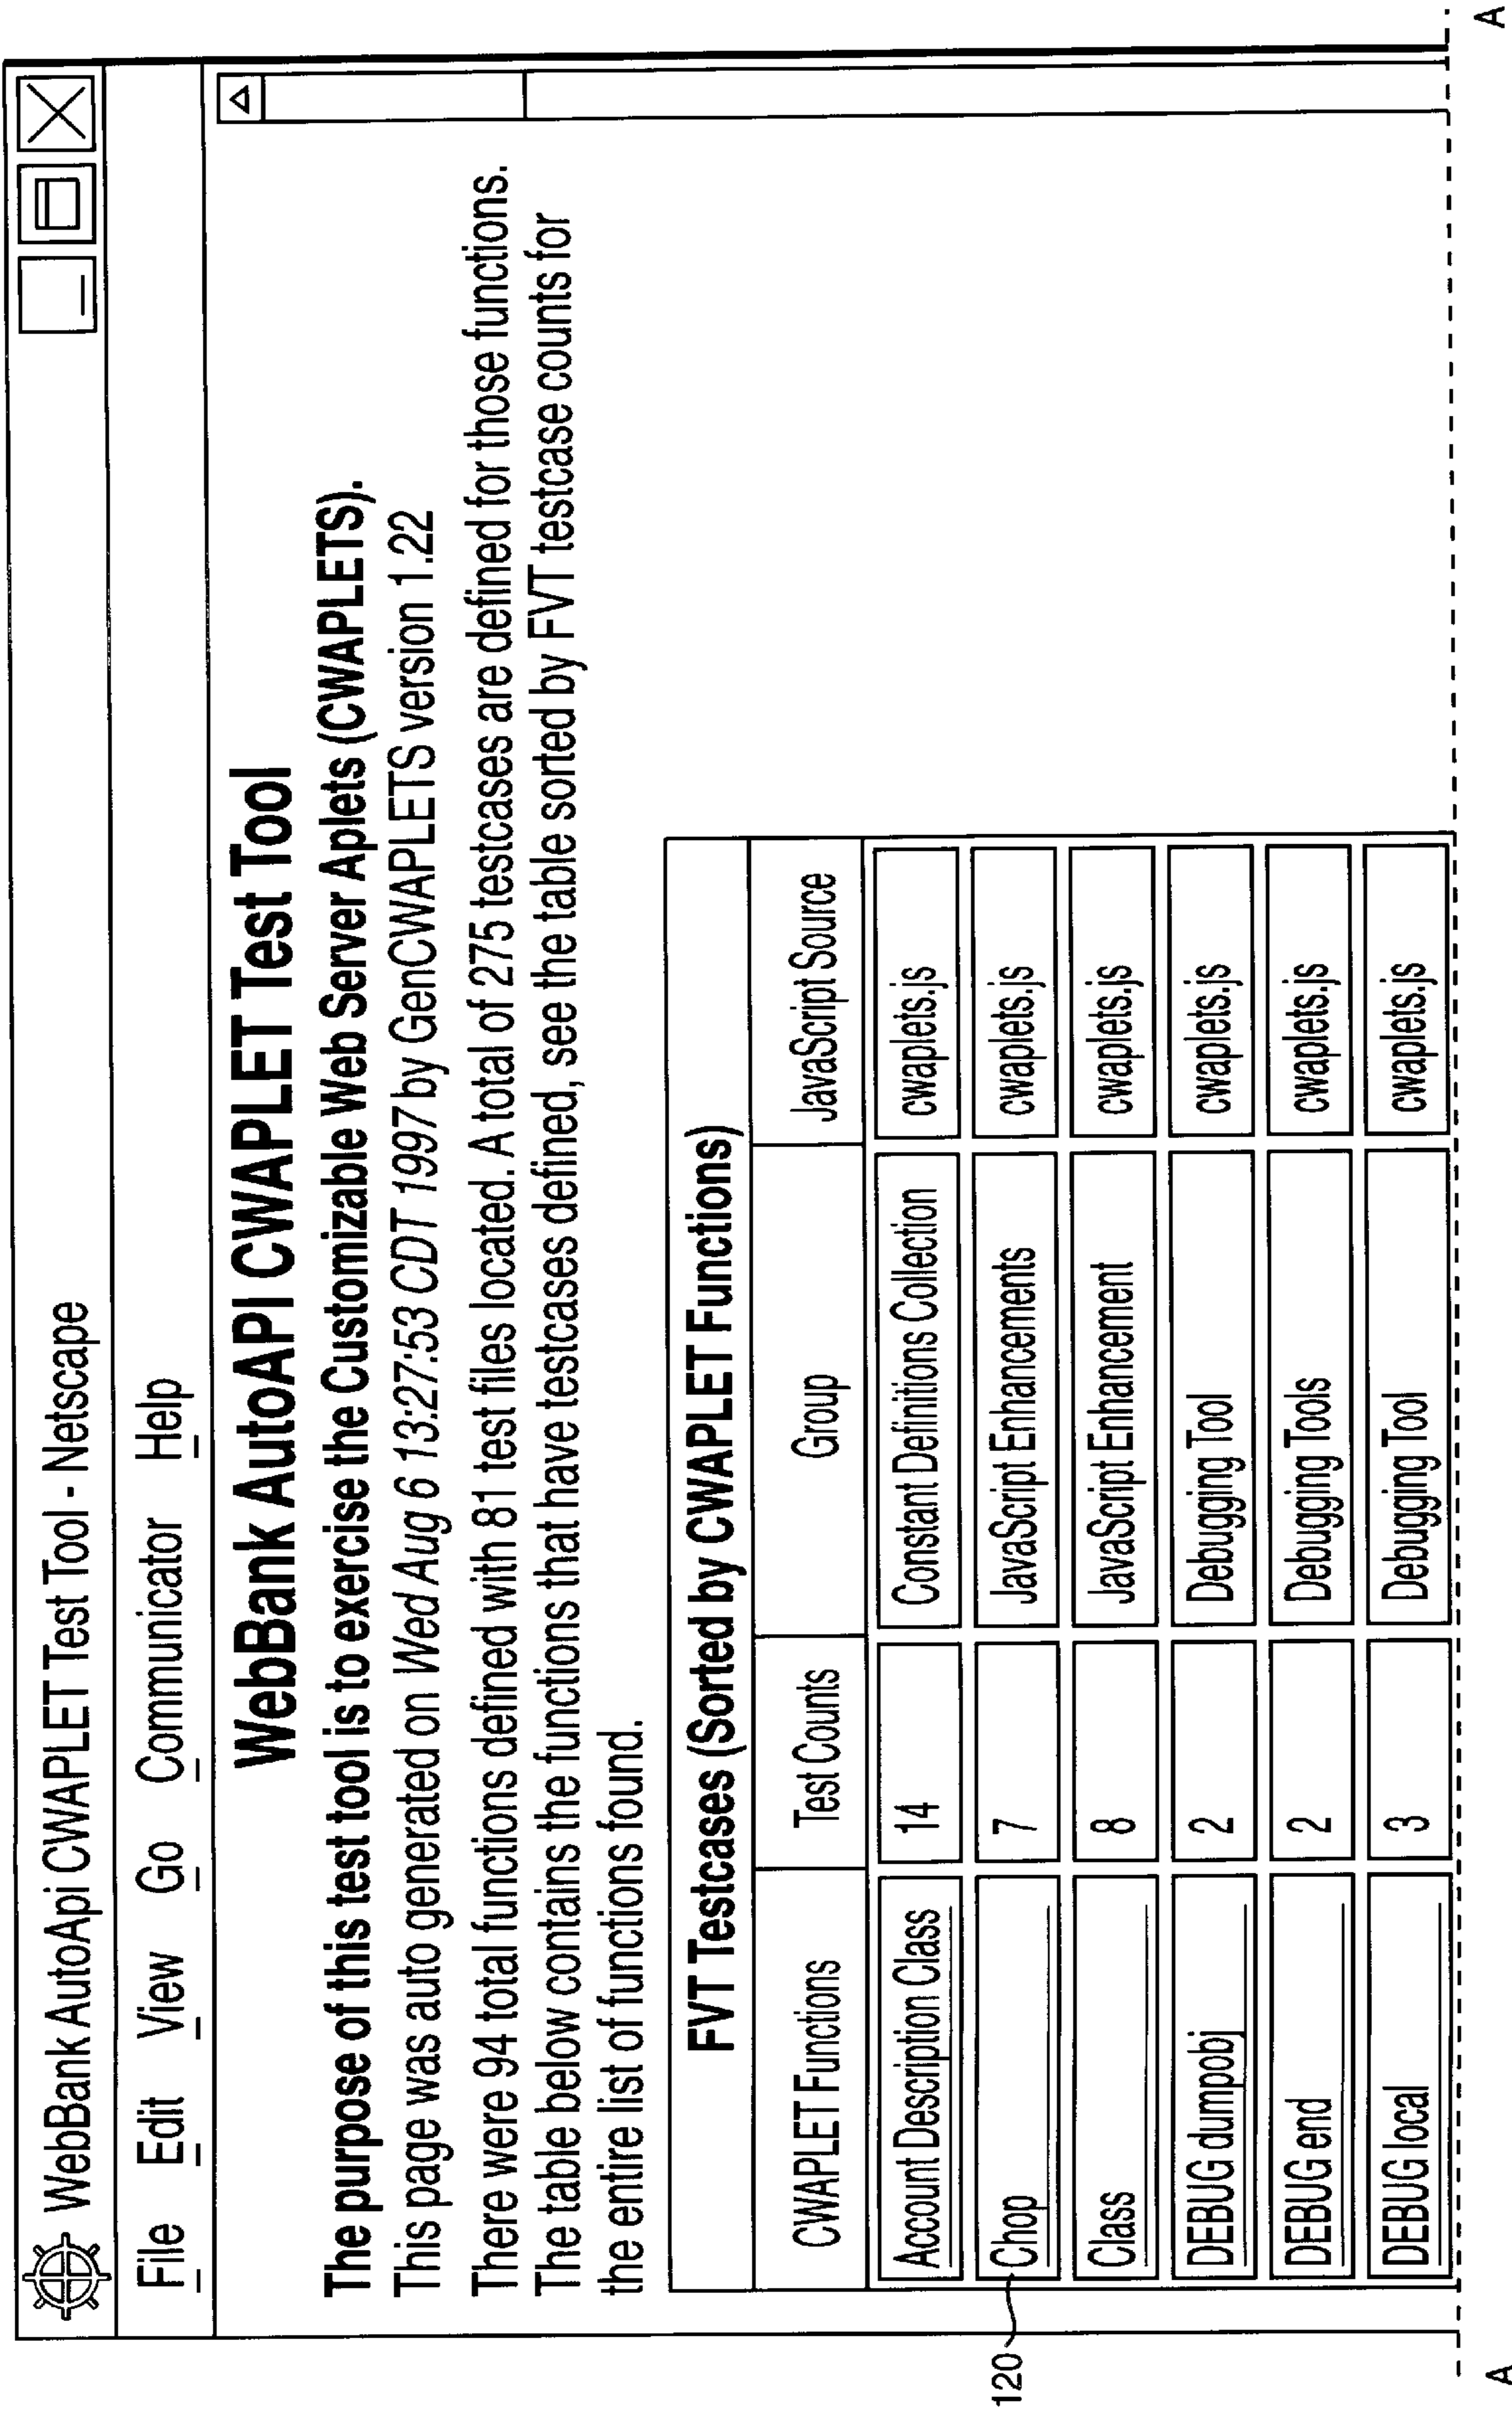 WebBank AutoApi CWAPLET Test Tool - Netscape
File Edit View Go Communicator Help
WebBank AutoAPI CWAPLET Test Tool
The purpose of this test tool is to exercise the Customizable Web Server Aplets (CWAPLETS).
This page was auto generated on Wed Aug 6 13:27:53 CDT 1997 by GenCWAPLETS version 1.22
There were 94 total functions defined with 81 test files located. A total of 275 testcases are defined for those functions.
The table below contains the functions that have testcases defined, see the table sorted by FVT testcase counts for
the entire list of functions found.
FVT Testcases (Sorted by CWAPLET Functions)
CWAPLET Functions Test Counts Group JavaScript Source
Account Description Class 14 Constant Definitions Collection cwaplets.js
120 Chop 7 JavaScript Enhancements cwaplets.js
Class 8 JavaScript Enhancement cwaplets.js
DEBUG dumpobj 2 Debugging Tool cwaplets.js
DEBUG end 2 Debugging Tools cwaplets.js
DEBUG local 3 Debugging Tool cwaplets.js
A A